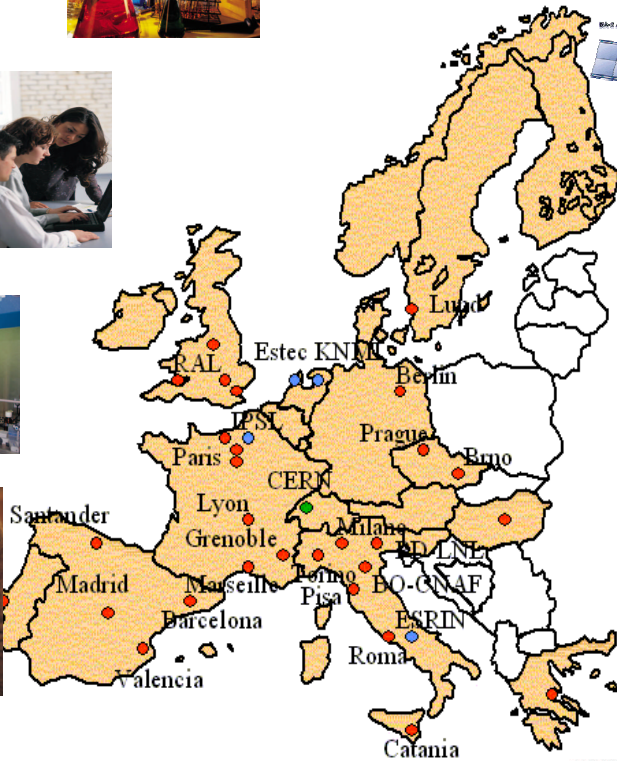 Lund
Estec KNMI
RAL
Berlin
IPSL
Prague
Paris
Brno
CERN
Lyon
Santander
Grenoble
Milano
PD-LNL
Torino
Madrid
Marseille
BO-CNAF
Pisa
Barcelona
ESRIN
Roma
Valencia
Catania